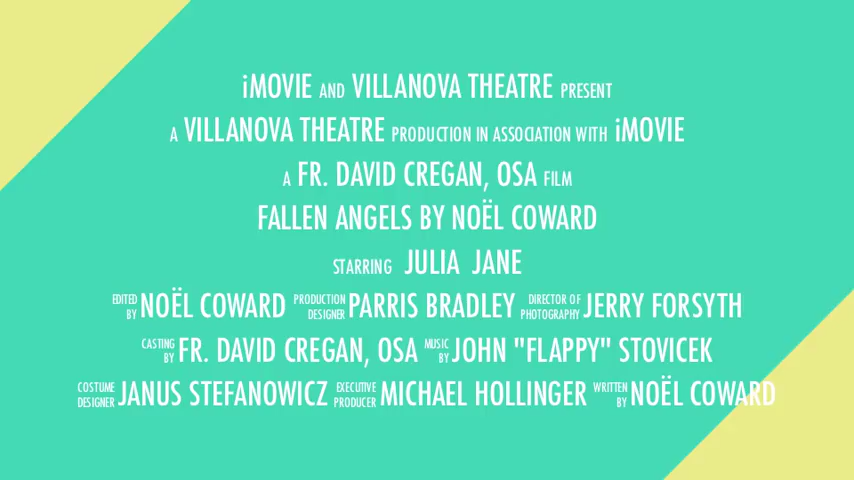 iMOVIE AND VILLANOVA THEATRE PRESENT
A VILLANOVA THEATRE PRODUCTION IN ASSOCIATION WITH iMOVIE
A FR. DAVID CREGAN, OSA FILM
FALLEN ANGELS BY NOËL COWARD
STARRING JULIA JANE
EDITED BY NOËL COWARD PRODUCTION DESIGNER PARRIS BRADLEY DIRECTOR OF PHOTOGRAPHY JERRY FORSYTH
CASTING BY FR. DAVID CREGAN, OSA MUSIC BY JOHN "FLAPPY" STOVICEK
COSTUME DESIGNER JANUS STEFANOWICZ EXECUTIVE PRODUCER MICHAEL HOLLINGER WRITTEN BY NOËL COWARD